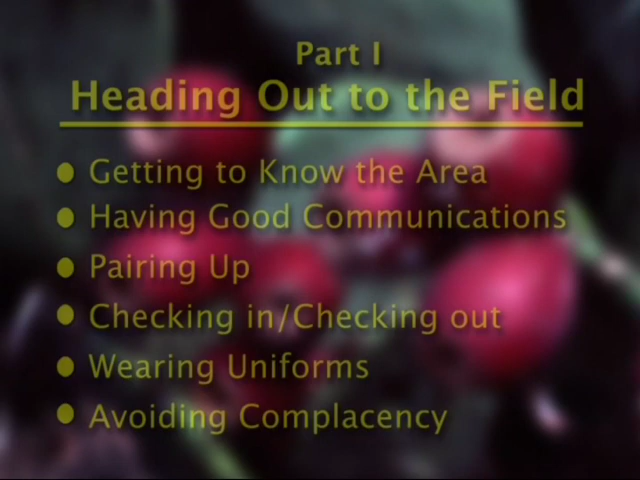 Part I
Heading Out to the Field
Getting to Know the Area
Having Good Communications
Pairing Up
Checking in/Checking out
Wearing Uniforms
Avoiding Complacency